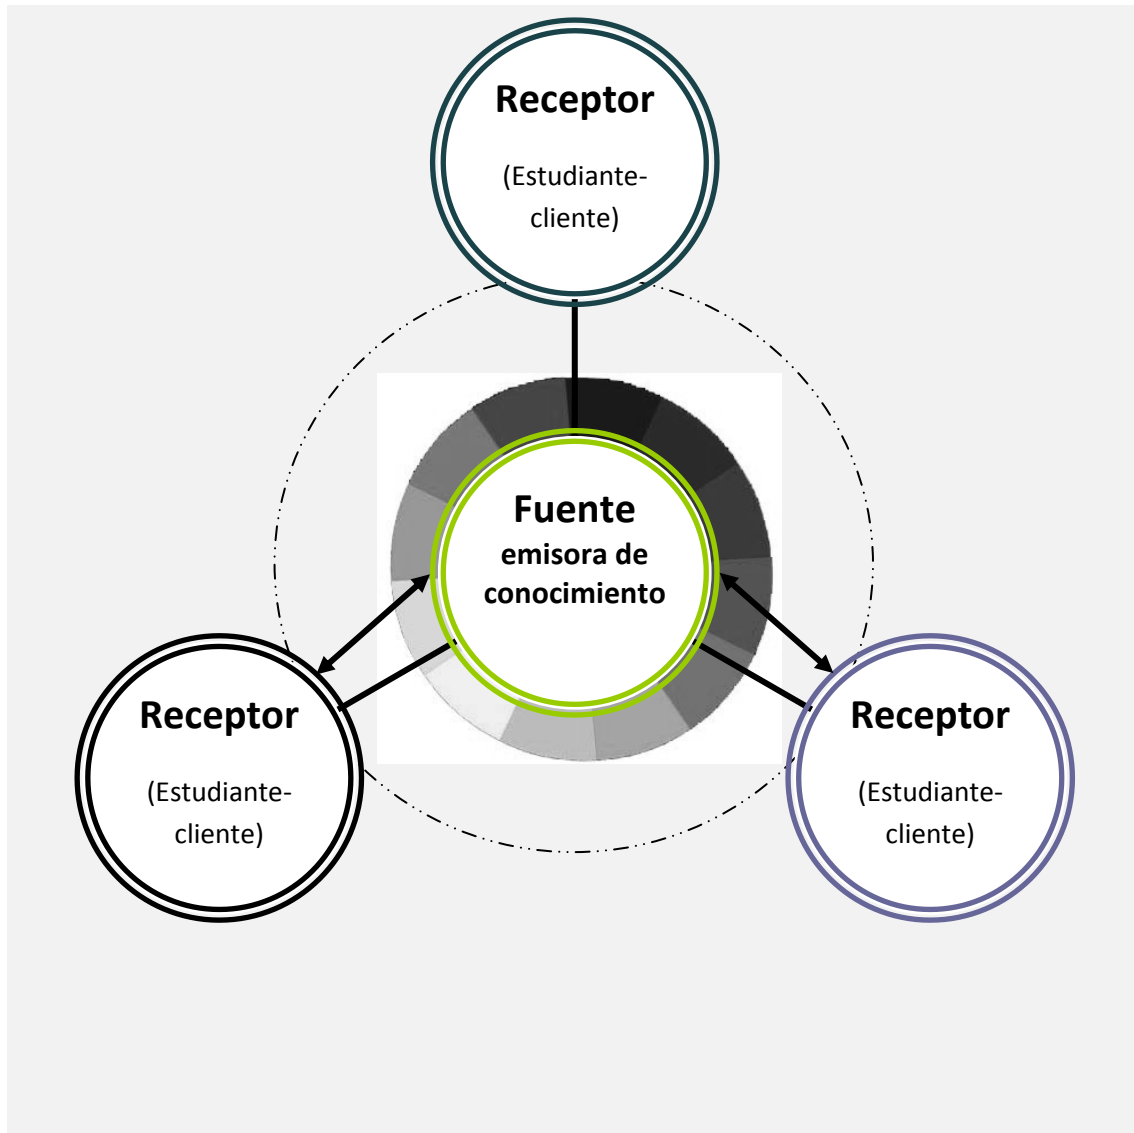 Receptor
(Estudiante-
cliente)
Fuente
emisora de
conocimiento
Receptor
(Estudiante-
cliente)
Receptor
(Estudiante-
cliente)